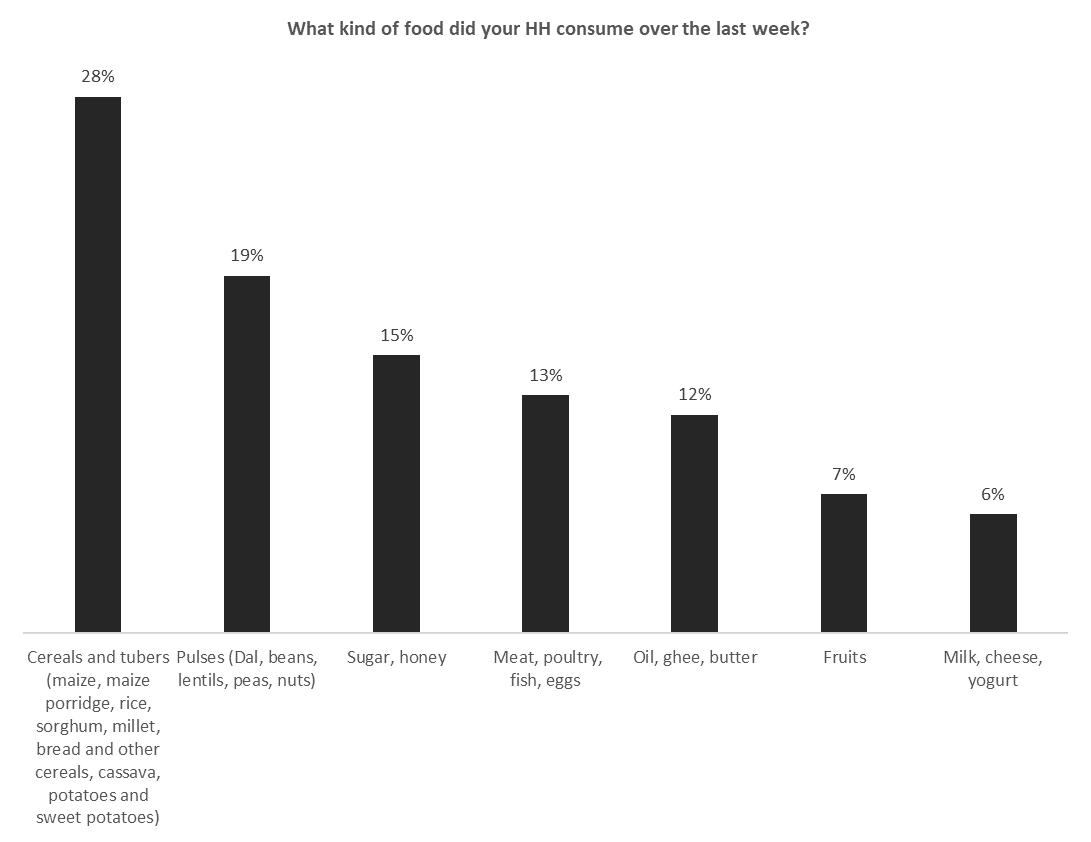 What kind of food did your HH consume over the last week?
28%
19%
15%
13%
12%
7%
6%
Cereals and tubers
(maize, maize
porridge, rice,
sorghum, millet,
bread and other
cereals, cassava,
potatoes and
sweet potatoes)
Pulses (Dal, beans,
lentils, peas, nuts)
Sugar, honey
Meat, poultry,
fish, eggs
Oil, ghee, butter
Fruits
Milk, cheese,
yogurt